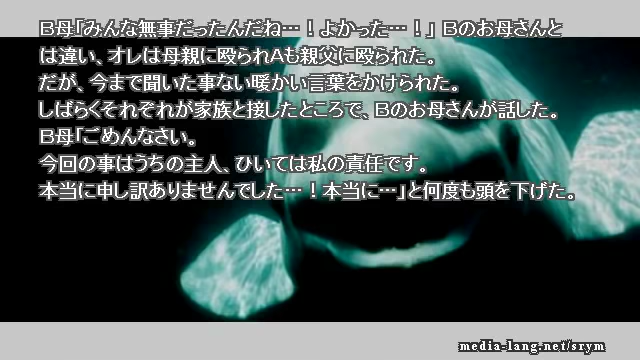 B母「みんな無事だったんだね…！よかった…！」 Bのお母さんと
は違い、オレは母親に殴られAも親父に殴られた。
だが、今まで聞いた事ない暖かい言葉をかけられた。
しばらくそれぞれが家族と接したところで、Bのお母さんが話した。
B母「ごめんなさい。
今回の事はうちの主人、ひいては私の責任です。
本当に申し訳ありませんでした…！本当に…」と何度も頭を下げた。
media-lang.net/srym